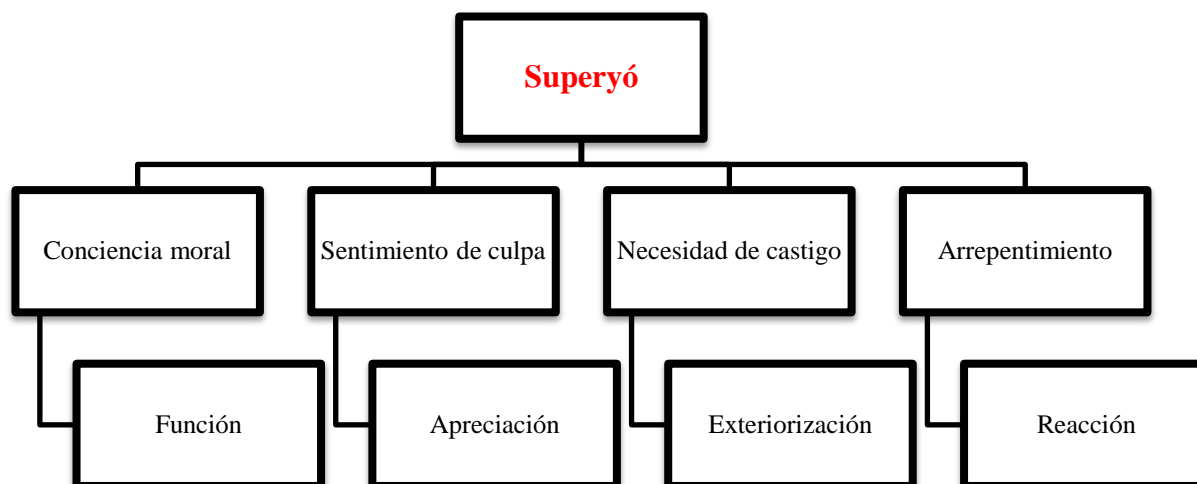 Superyó
Conciencia moral
Sentimiento de culpa
Necesidad de castigo
Arrepentimiento
Función
Apreciación
Exteriorización
Reacción